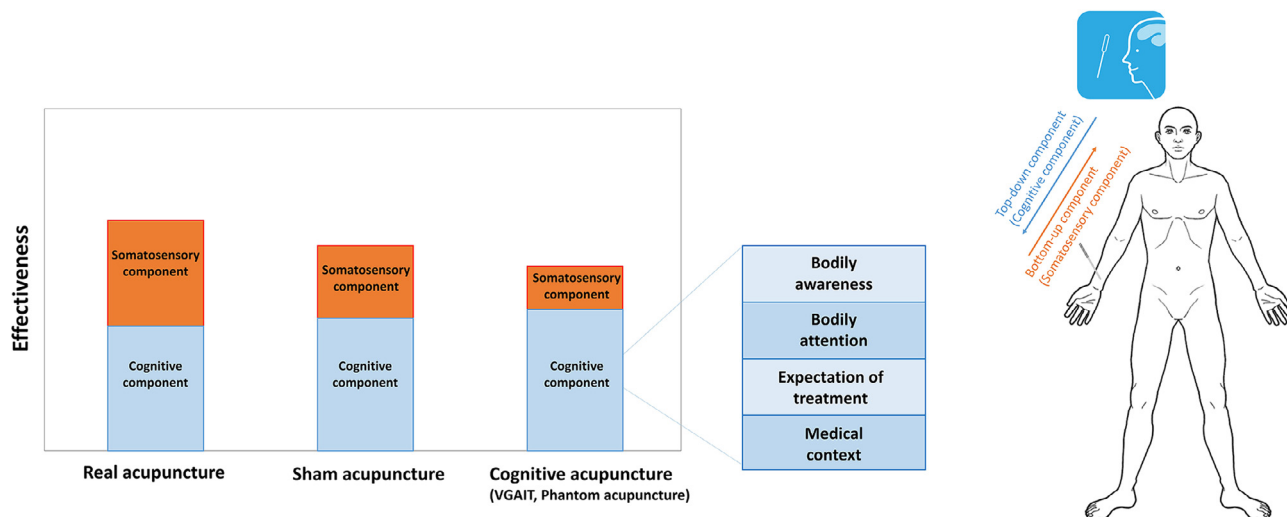 Effectiveness
Somatosensory
component
Cognitive
component
Real acupuncture
Somatosensory
component
Cognitive
component
Sham acupuncture
Somatosensory
component
Cognitive
component
Cognitive acupuncture
(VGAIT, Phantom acupuncture)
Bodily
awareness
Bodily
attention
Expectation of
treatment
Medical
context
Top-down component
(Cognitive component)
Bottom-up component
(Somatosensory component)